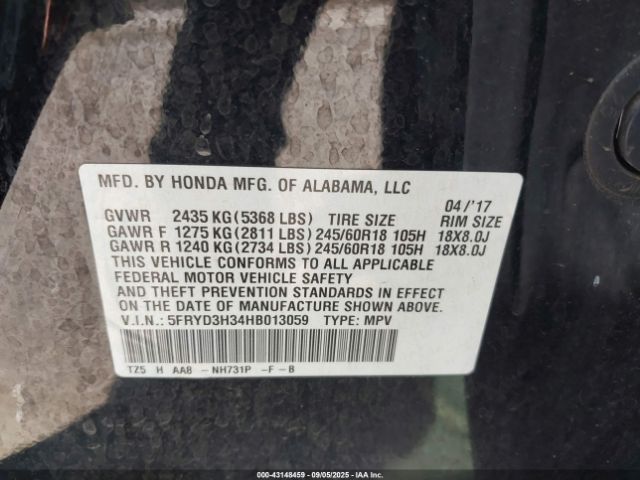 MFD. BY HONDA MFG. OF ALABAMA, LLC
04/'17
GVWR 2435 KG(5368 LBS) TIRE SIZE RIM SIZE
GAWR F 1275 KG(2811 LBS)245/60R18 105H 18X8.0J
GAWR R 1240 KG(2734 LBS)245/60R18 105H 18X8.0J
THIS VEHICLE CONFORMS TO ALL APPLICABLE
FEDERAL MOTOR VEHICLE SAFETY
AND THEFT PREVENTION STANDARDS IN EFFECT
ON THE DATE OF MANUFACTURE SHOWN ABOVE.
V.I.N.: 5FRYD3H34HB013059 TYPE: MPV
TZ5 H AA8 -NH731P -F-B
000-43148459 - 09/05/2025 - IAA Inc.